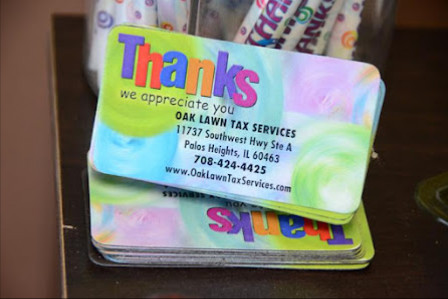 THANKS
Thanks
we appreciate you
OAK LAWN TAX SERVICES
11737 Southwest Hwy Ste A
Palos Heights, IL 60463
708-424-4425
www.OakLawnTaxServices.com
Thanks